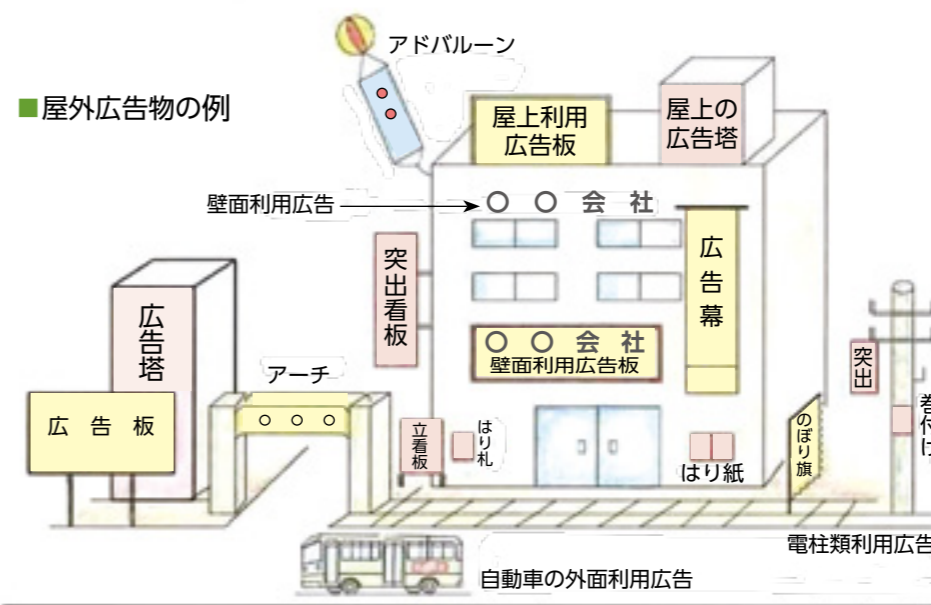 ■屋外広告物の例
アドバルーン
屋上利用
広告板
屋上の
広告塔
壁面利用広告
〇 〇 会 社
突出看板
広告幕
〇 〇 会 社
壁面利用広告板
広告塔
アーチ
〇 〇 〇
広 告 板
立看板
はり札
はり紙
のぼり旗
突出
巻付け
電柱類利用広告
自動車の外面利用広告